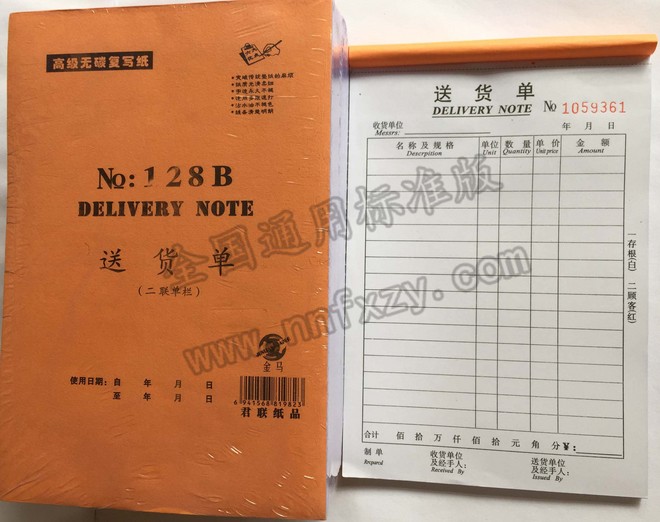 高级无碳复写纸
No: 128B
DELIVERY NOTE
送 货 单
(二联单栏)
金马
使用日期: 自 年 月 日
至 年 月 日
6 941568 819823
君联纸品
送 货 单
DELIVERY NOTE No 1059361
收货单位
Messrs: 年 月 日
名 称 及 规 格 单位 数 量 单 价 金 额
Descrpition Unit Quantity Unit price Amount
一存根(白) 二顾客(红)
合计 佰 拾 万 仟 佰 拾 元 角 分 ¥:
制 单 收货单位 送货单位
及经手人: 及经手人:
Received By Issued By
全国通用标准版
www.nnfxzy.com